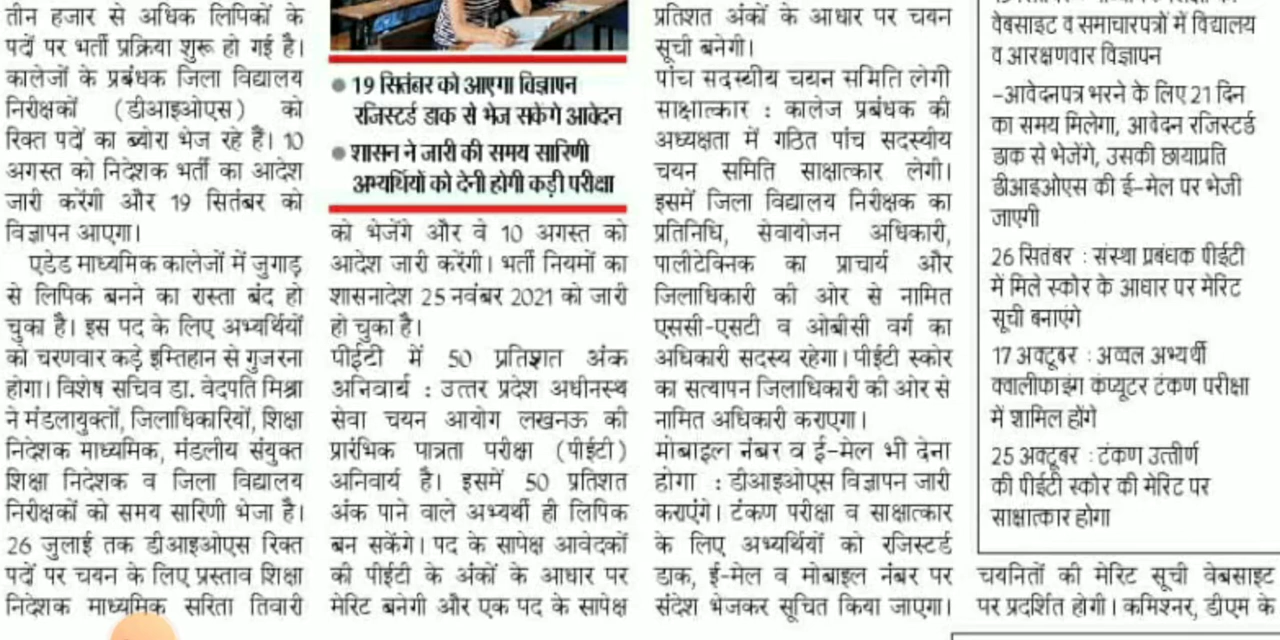 तीन हजार से अधिक लिपिकों के
पदों पर भर्ती प्रक्रिया शुरू हो गई है।
कालेजों के प्रबंधक जिला विद्यालय
निरीक्षकों (डीआइओएस) को
रिक्त पदों का ब्योरा भेज रहे हैं। 10
अगस्त को निदेशक भर्ती का आदेश
जारी करेंगी और 19 सितंबर को
विज्ञापन आएगा।
एडेड माध्यमिक कालेजों में जुगाड़
से लिपिक बनने का रास्ता बंद हो
चुका है। इस पद के लिए अभ्यर्थियों
को चरणवार कड़े इम्तिहान से गुजरना
होगा। विशेष सचिव डा. वेदपति मिश्रा
ने मंडलायुक्तों, जिलाधिकारियों, शिक्षा
निदेशक माध्यमिक, मंडलीय संयुक्त
शिक्षा निदेशक व जिला विद्यालय
निरीक्षकों को समय सारिणी भेजा है।
26 जुलाई तक डीआइओएस रिक्त
पदों पर चयन के लिए प्रस्ताव शिक्षा
निदेशक माध्यमिक सरिता तिवारी
19 सितंबर को आएगा विज्ञापन
रजिस्टर्ड डाक से भेज सकेंगे आवेदन
शासन ने जारी की समय सारिणी
अभ्यर्थियों को देनी होगी कड़ी परीक्षा
को भेजेंगे और वे 10 अगस्त को
आदेश जारी करेंगी। भर्ती नियमों का
शासनादेश 25 नवंबर 2021 को जारी
हो चुका है।
पीईटी में 50 प्रतिशत अंक
अनिवार्य : उत्तर प्रदेश अधीनस्थ
सेवा चयन आयोग लखनऊ की
प्रारंभिक पात्रता परीक्षा (पीईटी)
अनिवार्य है। इसमें 50 प्रतिशत
अंक पाने वाले अभ्यर्थी ही लिपिक
बन सकेंगे। पद के सापेक्ष आवेदकों
की पीईटी के अंकों के आधार पर
मेरिट बनेगी और एक पद के सापेक्ष
प्रतिशत अंकों के आधार पर चयन
सूची बनेगी।
पांच सदस्यीय चयन समिति लेगी
साक्षात्कार : कालेज प्रबंधक की
अध्यक्षता में गठित पांच सदस्यीय
चयन समिति साक्षात्कार लेगी।
इसमें जिला विद्यालय निरीक्षक का
प्रतिनिधि, सेवायोजन अधिकारी,
पालीटेक्निक का प्राचार्य और
जिलाधिकारी की ओर से नामित
एससी-एसटी व ओबीसी वर्ग का
अधिकारी सदस्य रहेगा। पीईटी स्कोर
का सत्यापन जिलाधिकारी की ओर से
नामित अधिकारी कराएगा।
मोबाइल नंबर व ई-मेल भी देना
होगा : डीआइओएस विज्ञापन जारी
कराएंगे। टंकण परीक्षा व साक्षात्कार
के लिए अभ्यर्थियों को रजिस्टर्ड
डाक, ई-मेल व मोबाइल नंबर पर
संदेश भेजकर सूचित किया जाएगा।
वेबसाइट व समाचारपत्रों में विद्यालय
व आरक्षणवार विज्ञापन
-आवेदनपत्र भरने के लिए 21 दिन
का समय मिलेगा, आवेदन रजिस्टर्ड
डाक से भेजेंगे, उसकी छायाप्रति
डीआइओएस की ई-मेल पर भेजी
जाएगी
26 सितंबर : संस्था प्रबंधक पीईटी
में मिले स्कोर के आधार पर मेरिट
सूची बनाएंगे
17 अक्टूबर : अव्वल अभ्यर्थी
क्वालीफाइंग कंप्यूटर टंकण परीक्षा
में शामिल होंगे
25 अक्टूबर : टंकण उत्तीर्ण
की पीईटी स्कोर की मेरिट पर
साक्षात्कार होगा
चयनितों की मेरिट सूची वेबसाइट
पर प्रदर्शित होगी। कमिश्नर, डीएम के